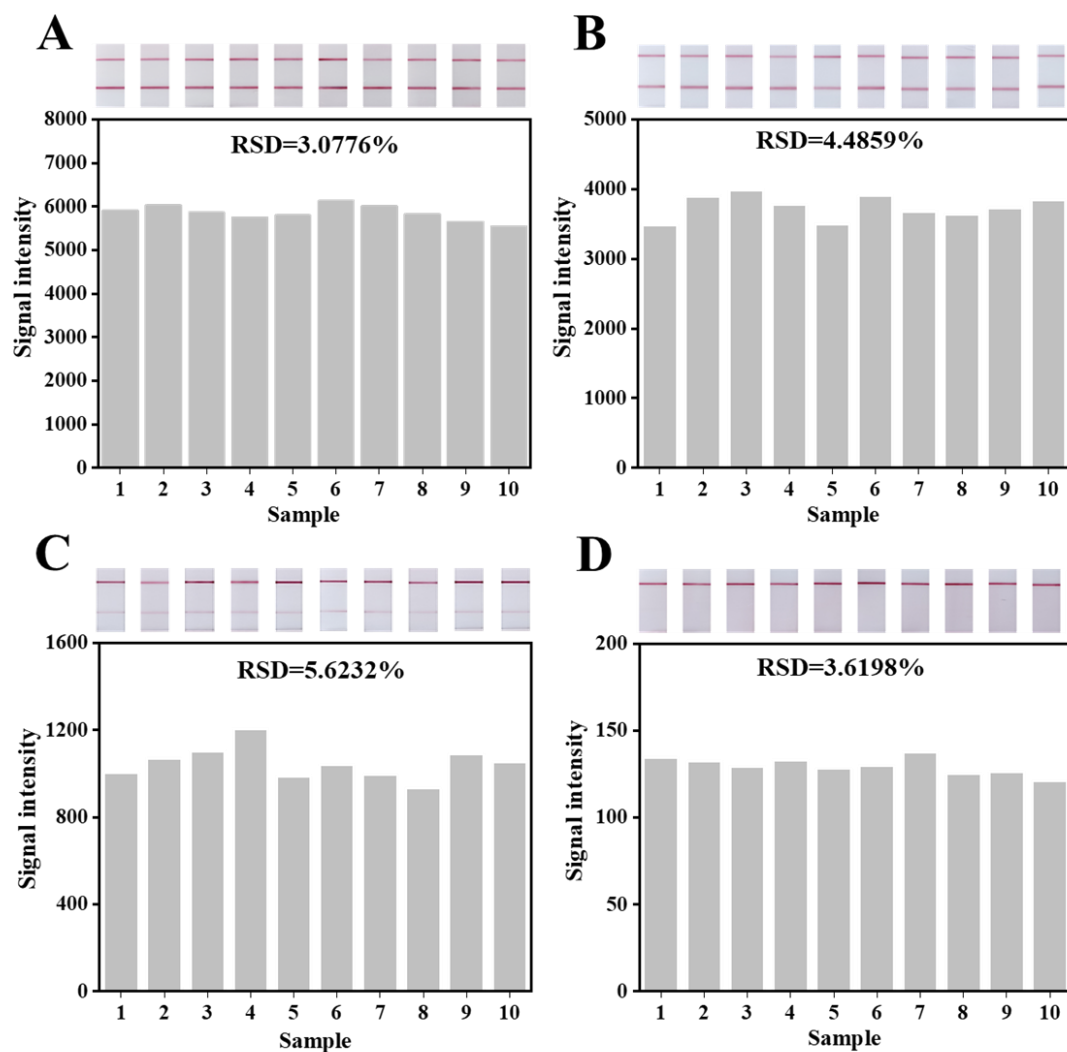 A
8000
7000
6000
5000
4000
3000
2000
1000
0
Signal intensity
RSD=3.0776%
1 2 3 4 5 6 7 8 9 10
Sample
B
5000
4000
3000
2000
1000
0
Signal intensity
RSD=4.4859%
1 2 3 4 5 6 7 8 9 10
Sample
C
1600
1200
800
400
0
Signal intensity
RSD=5.6232%
1 2 3 4 5 6 7 8 9 10
Sample
D
200
150
100
50
0
Signal intensity
RSD=3.6198%
1 2 3 4 5 6 7 8 9 10
Sample